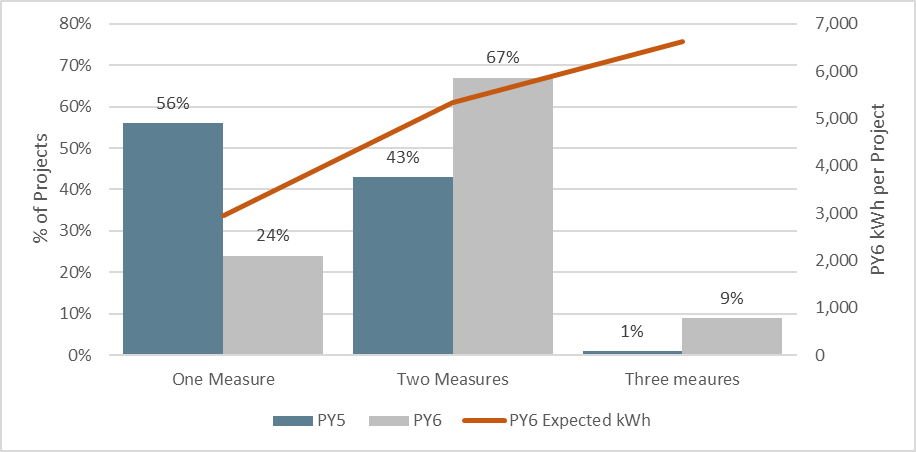 80%
70%
60%
50%
40%
30%
20%
10%
0%
% of Projects
56%
24%
43%
67%
1%
9%
7,000
6,000
5,000
4,000
3,000
2,000
1,000
0
PY6 kWh per Project
One Measure
Two Measures
Three meaures
PY5
PY6
PY6 Expected kWh